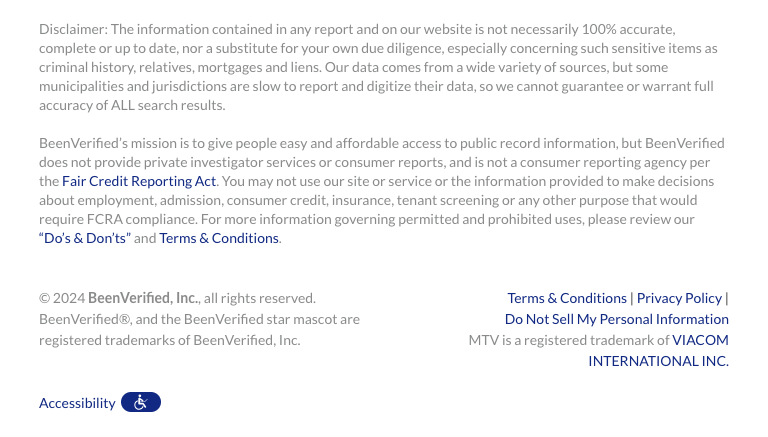 Disclaimer: The information contained in any report and on our website is not necessarily 100% accurate,
complete or up to date, nor a substitute for your own due diligence, especially concerning such sensitive items as
criminal history, relatives, mortgages and liens. Our data comes from a wide variety of sources, but some
municipalities and jurisdictions are slow to report and digitize their data, so we cannot guarantee or warrant full
accuracy of ALL search results.
BeenVerified’s mission is to give people easy and affordable access to public record information, but BeenVerified
does not provide private investigator services or consumer reports, and is not a consumer reporting agency per
the Fair Credit Reporting Act. You may not use our site or service or the information provided to make decisions
about employment, admission, consumer credit, insurance, tenant screening or any other purpose that would
require FCRA compliance. For more information governing permitted and prohibited uses, please review our
“Do’s & Don’ts” and Terms & Conditions.
© 2024 BeenVerified, Inc., all rights reserved.
BeenVerified®, and the BeenVerified star mascot are
registered trademarks of BeenVerified, Inc.
Terms & Conditions | Privacy Policy |
Do Not Sell My Personal Information
MTV is a registered trademark of VIACOM
INTERNATIONAL INC.
Accessibility